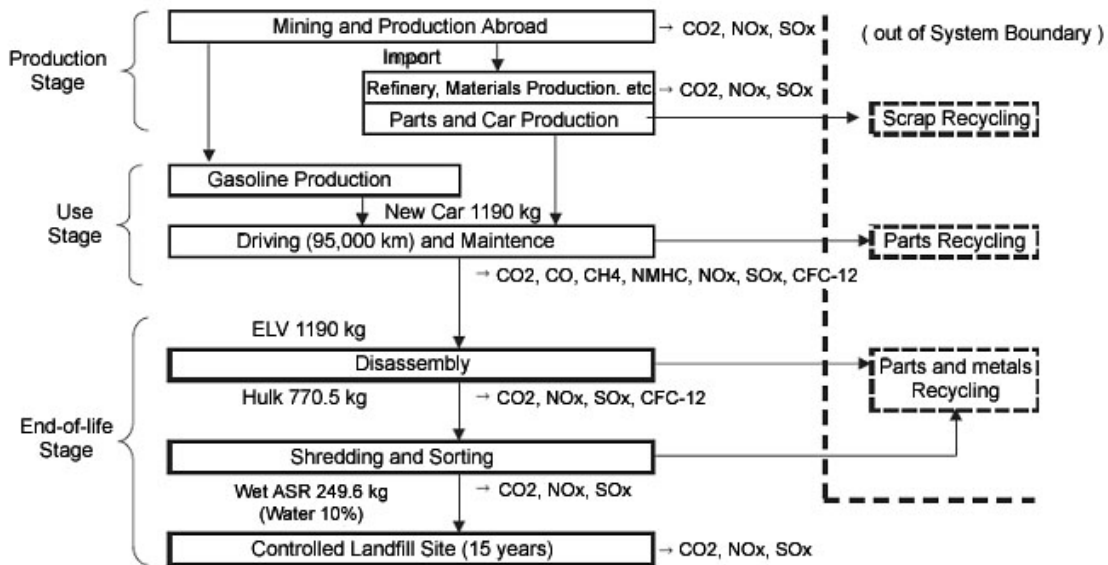 Mining and Production Abroad
→ CO2, NOx, SOx
( out of System Boundary )
Production
Stage
Import
Refinery, Materials Production. etc
→ CO2, NOx, SOx
Parts and Car Production
Scrap Recycling
Gasoline Production
Use
Stage
New Car 1190 kg
Driving (95,000 km) and Maintence
Parts Recycling
→ CO2, CO, CH4, NMHC, NOx, SOx, CFC-12
ELV 1190 kg
Disassembly
Parts and metals
Recycling
Hulk 770.5 kg
→ CO2, NOx, SOx, CFC-12
End-of-life
Stage
Shredding and Sorting
Wet ASR 249.6 kg
(Water 10%)
→ CO2, NOx, SOx
Controlled Landfill Site (15 years)
→ CO2, NOx, SOx